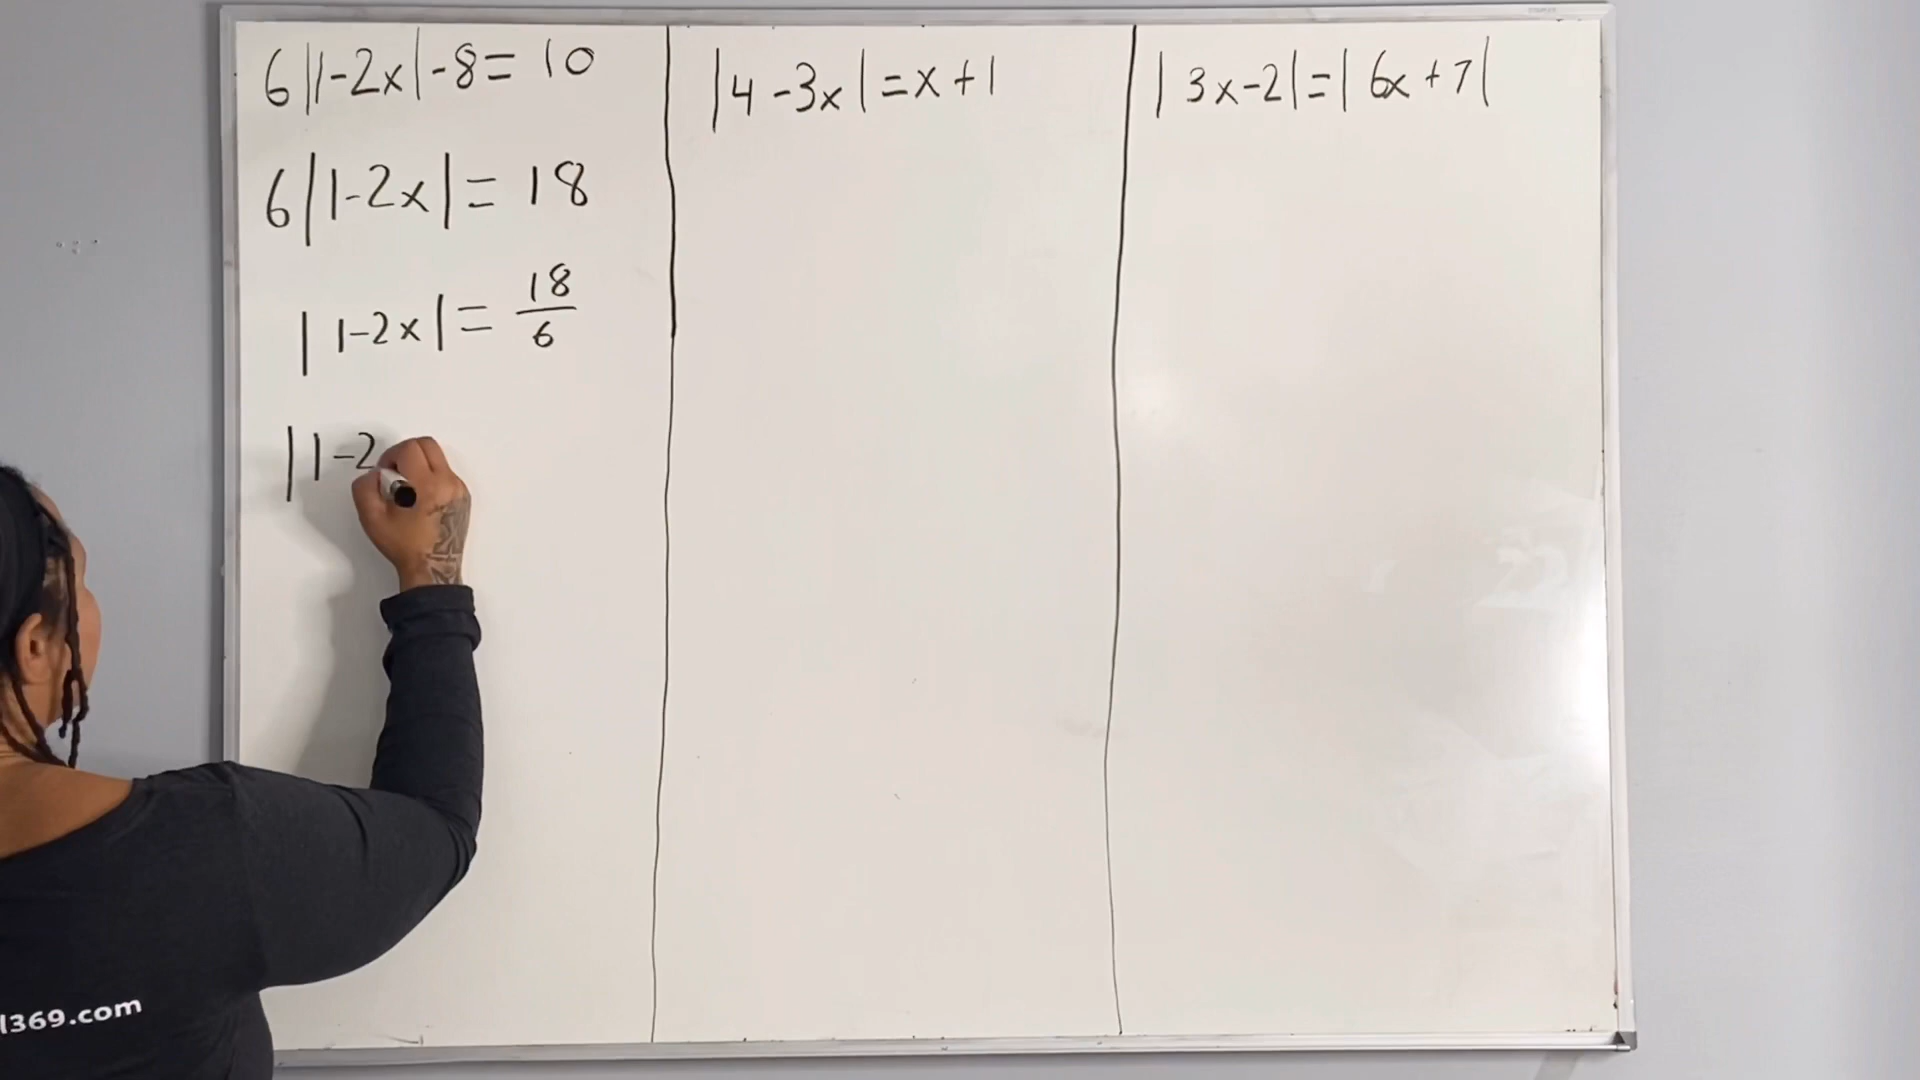 6|1-2x|-8=10
6|1-2x|=18
|1-2x|=18/6
|1-2
|4-3x|=x+1
|3x-2|=|6x+7|
l369.com